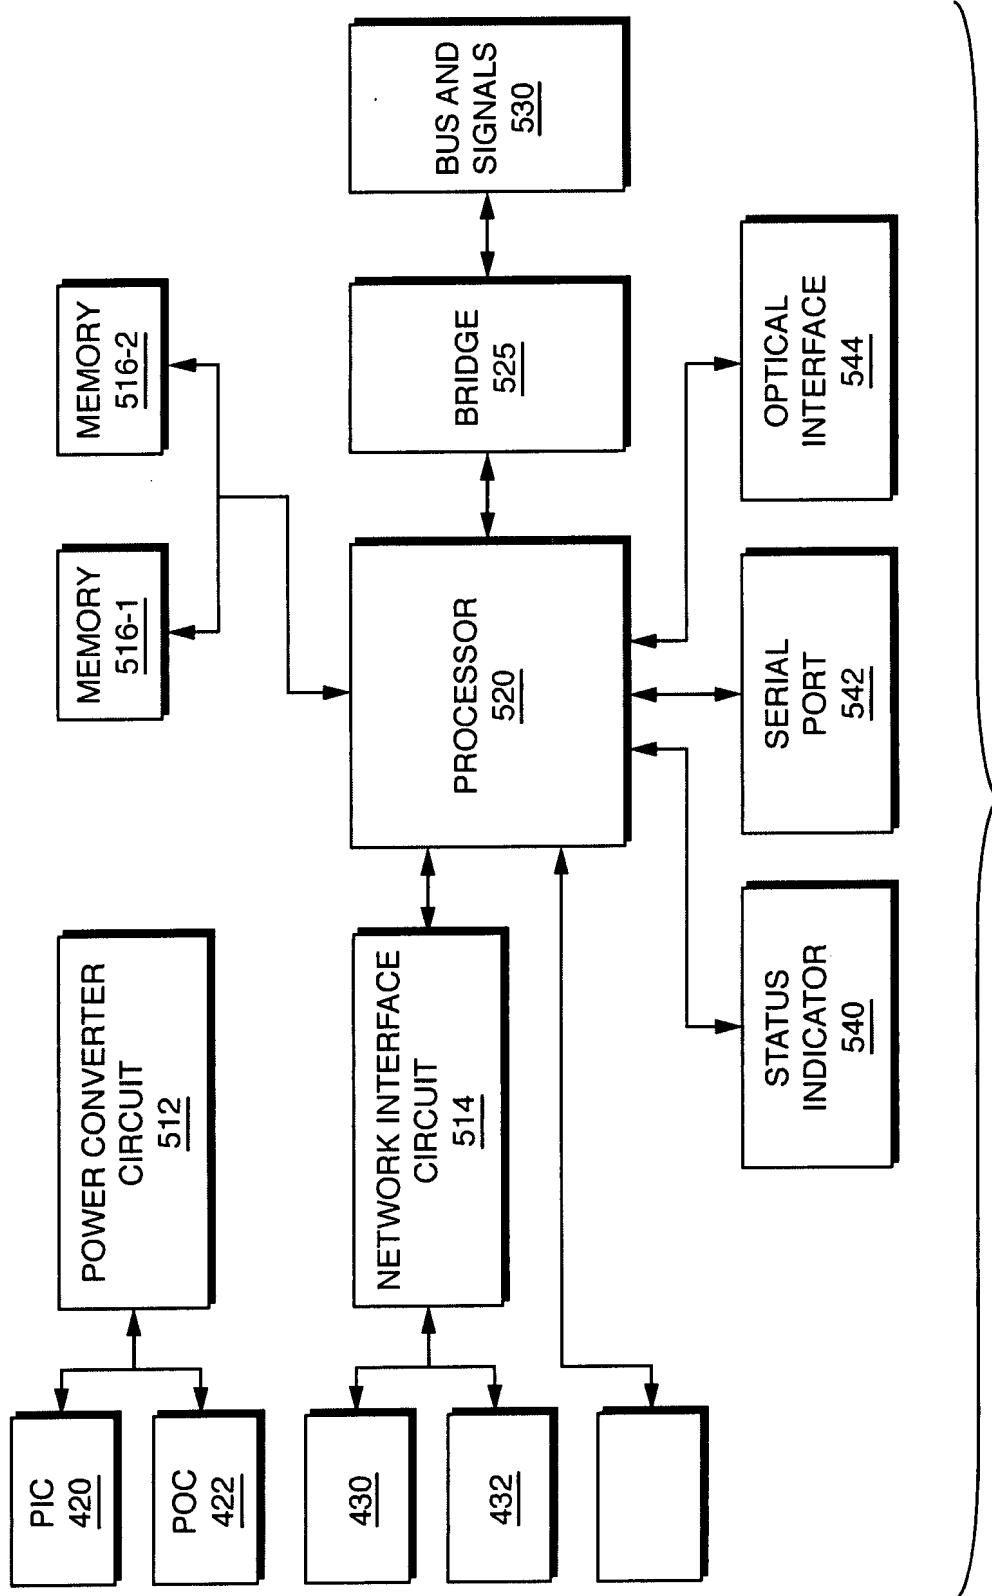 PIC
420
POC
422
430
432
POWER CONVERTER
CIRCUIT
512
NETWORK INTERFACE
CIRCUIT
514
MEMORY
516-1
MEMORY
516-2
PROCESSOR
520
BRIDGE
525
BUS AND
SIGNALS
530
STATUS
INDICATOR
540
SERIAL
PORT
542
OPTICAL
INTERFACE
544